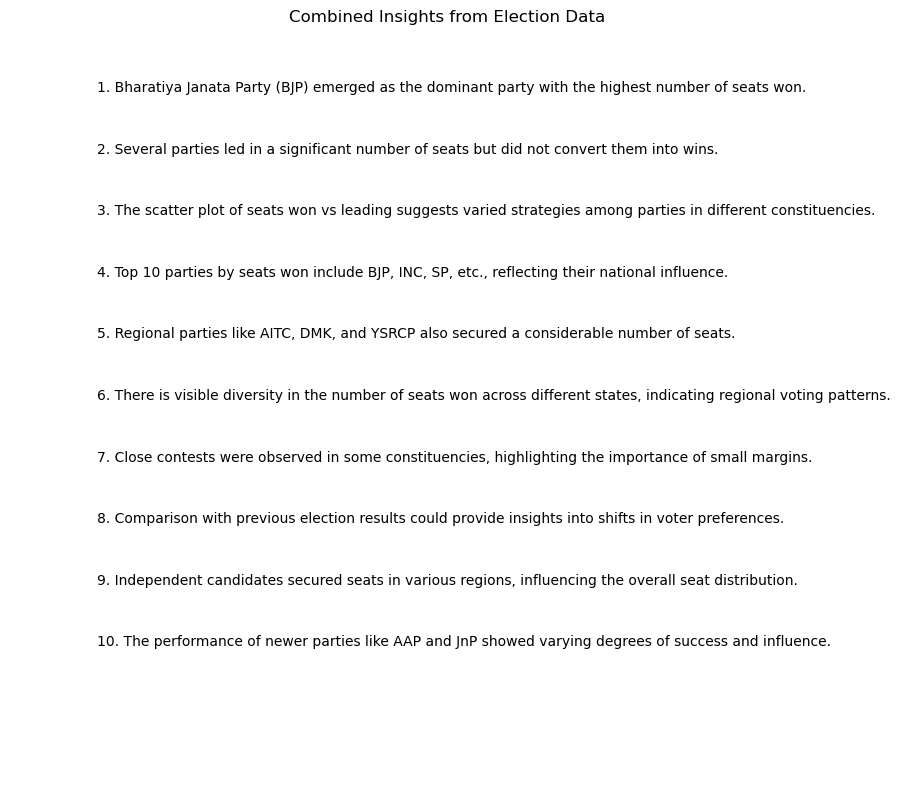 Combined Insights from Election Data
1. Bharatiya Janata Party (BJP) emerged as the dominant party with the highest number of seats won.
2. Several parties led in a significant number of seats but did not convert them into wins.
3. The scatter plot of seats won vs leading suggests varied strategies among parties in different constituencies.
4. Top 10 parties by seats won include BJP, INC, SP, etc., reflecting their national influence.
5. Regional parties like AITC, DMK, and YSRCP also secured a considerable number of seats.
6. There is visible diversity in the number of seats won across different states, indicating regional voting patterns.
7. Close contests were observed in some constituencies, highlighting the importance of small margins.
8. Comparison with previous election results could provide insights into shifts in voter preferences.
9. Independent candidates secured seats in various regions, influencing the overall seat distribution.
10. The performance of newer parties like AAP and JnP showed varying degrees of success and influence.